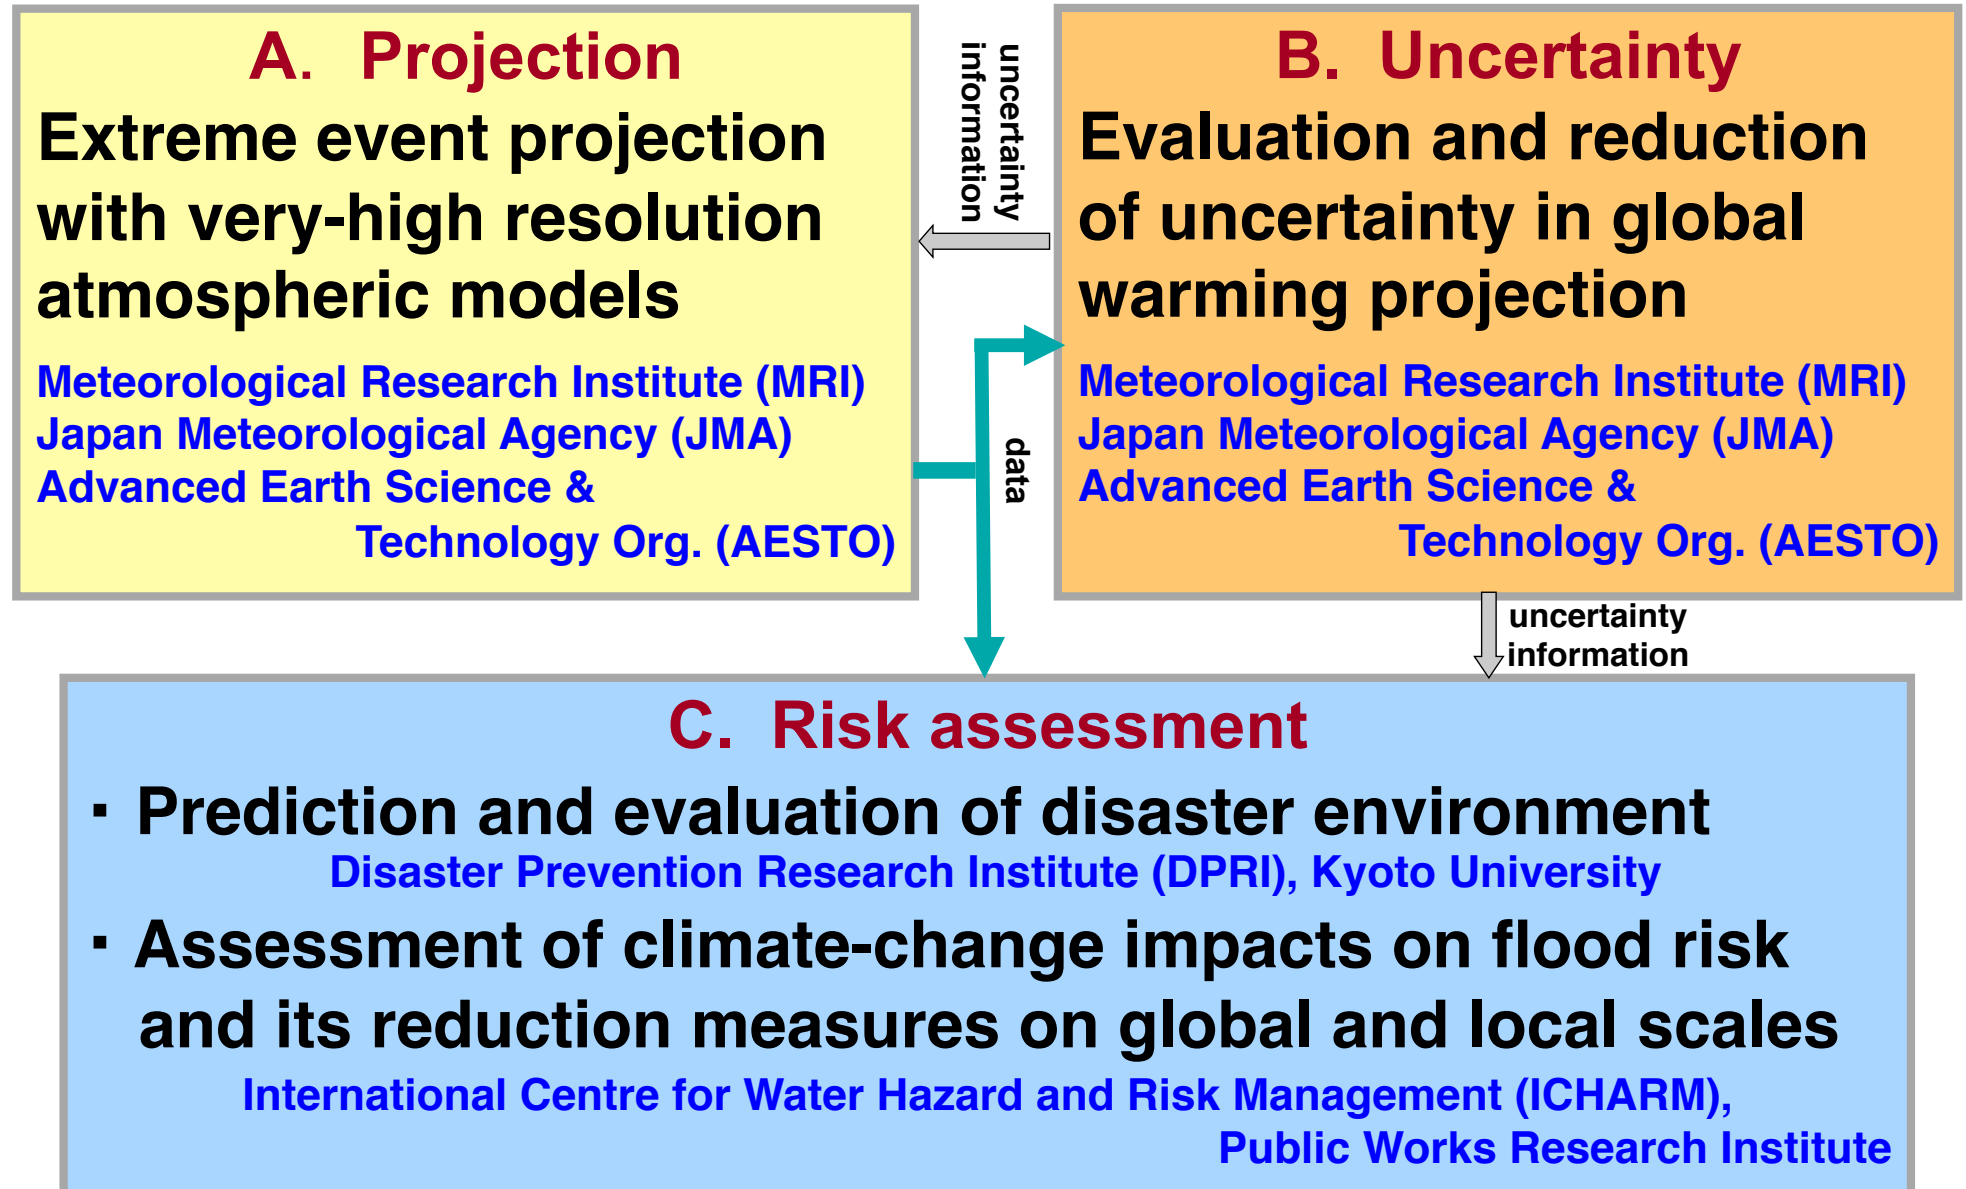 A. Projection
Extreme event projection
with very-high resolution
atmospheric models
Meteorological Research Institute (MRI)
Japan Meteorological Agency (JMA)
Advanced Earth Science &
Technology Org. (AESTO)
uncertainty
information
data
B. Uncertainty
Evaluation and reduction
of uncertainty in global
warming projection
Meteorological Research Institute (MRI)
Japan Meteorological Agency (JMA)
Advanced Earth Science &
Technology Org. (AESTO)
uncertainty
information
C. Risk assessment
・Prediction and evaluation of disaster environment
Disaster Prevention Research Institute (DPRI), Kyoto University
・Assessment of climate-change impacts on flood risk
and its reduction measures on global and local scales
International Centre for Water Hazard and Risk Management (ICHARM),
Public Works Research Institute